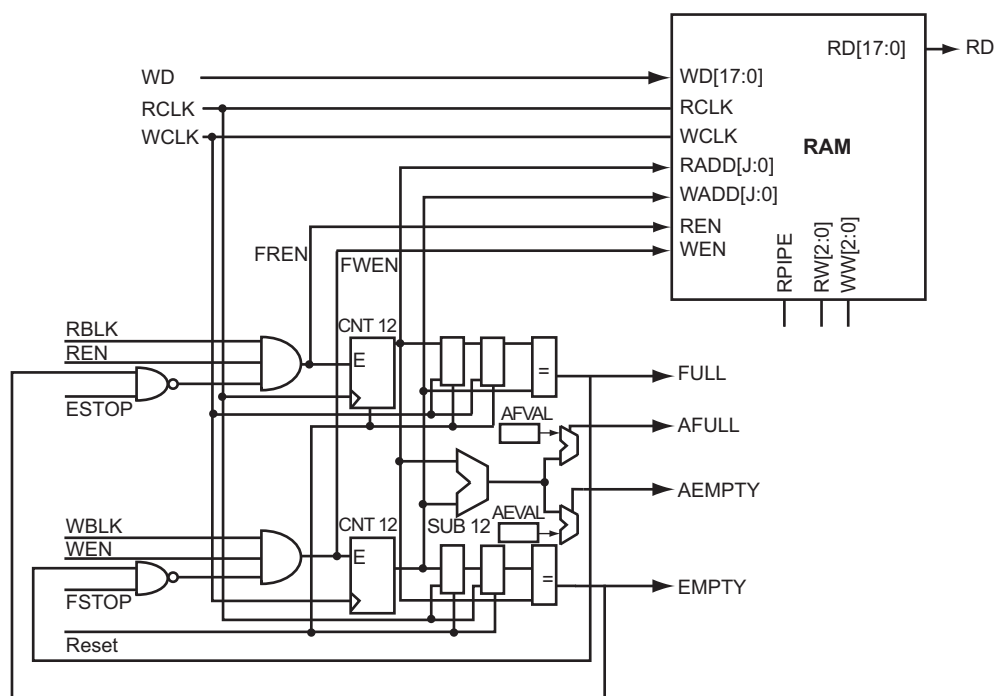 RD[17:0]
RD
WD
WD[17:0]
RCLK
RCLK
WCLK
WCLK
RAM
RADD[J:0]
WADD[J:0]
REN
FREN
FWEN
WEN
RPIPE
RW[2:0]
WW[2:0]
RBLK
CNT 12
REN
E
=
FULL
ESTOP
AFVAL
AFULL
AEMPTY
WBLK
CNT 12
SUB 12
AEVAL
WEN
E
=
EMPTY
FSTOP
Reset